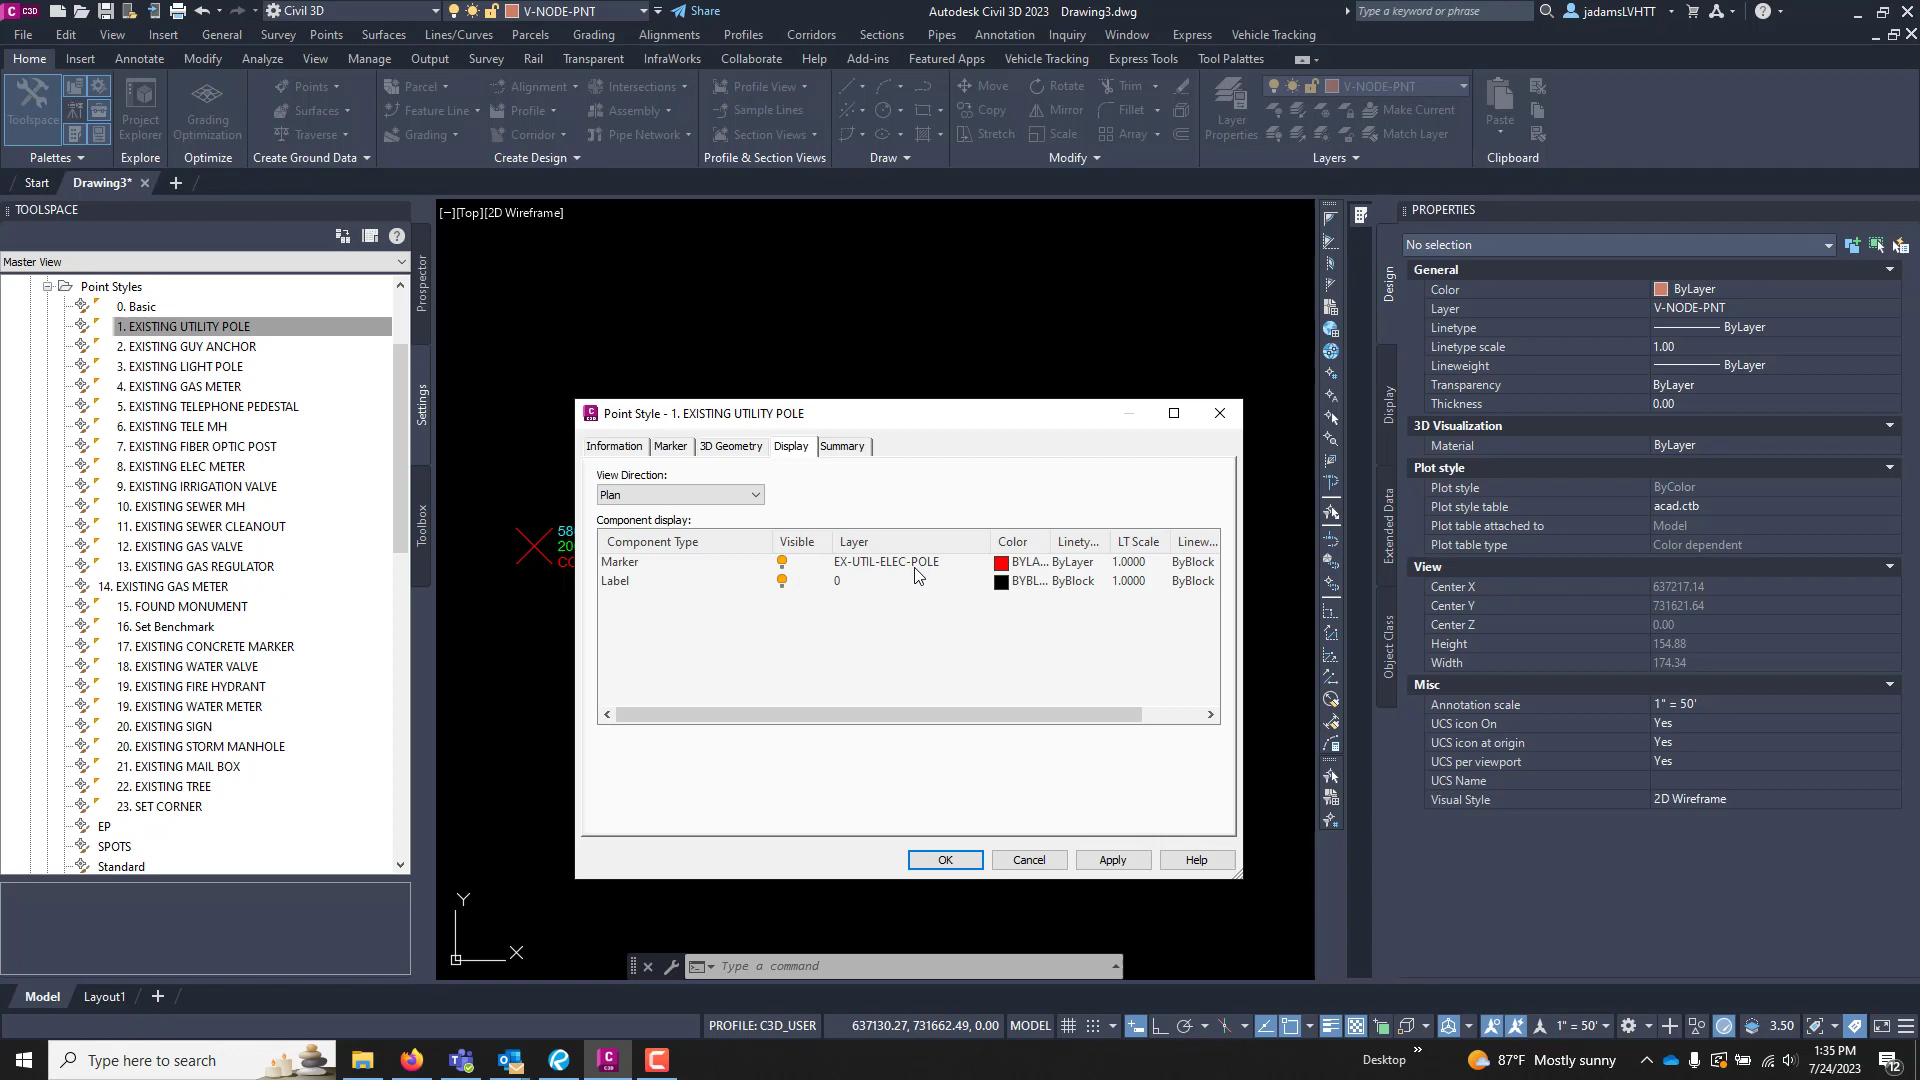 C3D Civil 3D V-NODE-PNT Share Autodesk Civil 3D 2023 Drawing3.dwg Type a keyword or phrase jadamsLVHTT
File Edit View Insert General Survey Points Surfaces Lines/Curves Parcels Grading Alignments Profiles Corridors Sections Pipes Annotation Inquiry Window Express Vehicle Tracking
Home Insert Annotate Modify Analyze View Manage Output Survey Rail Transparent InfraWorks Collaborate Help Add-ins Featured Apps Vehicle Tracking Express Tools Tool Palettes
Points Parcel Alignment Intersections Profile View Move Rotate Trim V-NODE-PNT
Toolspace Project Explorer Grading Optimization Surfaces Feature Line Profile Assembly Sample Lines Copy Mirror Fillet Layer Properties Make Current Paste
Traverse Grading Corridor Pipe Network Section Views Stretch Scale Array Match Layer
Palettes Explore Optimize Create Ground Data Create Design Profile & Section Views Draw Modify Layers Clipboard
Start Drawing3*
TOOLSPACE
Master View
Point Styles
0. Basic
1. EXISTING UTILITY POLE
2. EXISTING GUY ANCHOR
3. EXISTING LIGHT POLE
4. EXISTING GAS METER
5. EXISTING TELEPHONE PEDESTAL
6. EXISTING TELE MH
7. EXISTING FIBER OPTIC POST
8. EXISTING ELEC METER
9. EXISTING IRRIGATION VALVE
10. EXISTING SEWER MH
11. EXISTING SEWER CLEANOUT
12. EXISTING GAS VALVE
13. EXISTING GAS REGULATOR
14. EXISTING GAS METER
15. FOUND MONUMENT
16. Set Benchmark
17. EXISTING CONCRETE MARKER
18. EXISTING WATER VALVE
19. EXISTING FIRE HYDRANT
19. EXISTING WATER METER
20. EXISTING SIGN
20. EXISTING STORM MANHOLE
21. EXISTING MAIL BOX
22. EXISTING TREE
23. SET CORNER
EP
SPOTS
Standard
Prospector
Settings
Toolbox
[−][Top][2D Wireframe]
58
20
CO
Y
X
Point Style - 1. EXISTING UTILITY POLE
Information Marker 3D Geometry Display Summary
View Direction:
Plan
Component display:
Component Type Visible Layer Color Linety... LT Scale Linew...
Marker EX-UTIL-ELEC-POLE BYLA... ByLayer 1.0000 ByBlock
Label 0 BYBL... ByBlock 1.0000 ByBlock
OK Cancel Apply Help
Type a command
PROPERTIES
No selection
Design
Display
Extended Data
Object Class
General
Color ByLayer
Layer V-NODE-PNT
Linetype ByLayer
Linetype scale 1.00
Lineweight ByLayer
Transparency ByLayer
Thickness 0.00
3D Visualization
Material ByLayer
Plot style
Plot style ByColor
Plot style table acad.ctb
Plot table attached to Model
Plot table type Color dependent
View
Center X 637217.14
Center Y 731621.64
Center Z 0.00
Height 154.88
Width 174.34
Misc
Annotation scale 1" = 50'
UCS icon On Yes
UCS icon at origin Yes
UCS per viewport Yes
UCS Name
Visual Style 2D Wireframe
Model Layout1
PROFILE: C3D_USER 637130.27, 731662.49, 0.00 MODEL 1" = 50' 3.50
Type here to search Desktop 87°F Mostly sunny 1:35 PM
7/24/2023 12